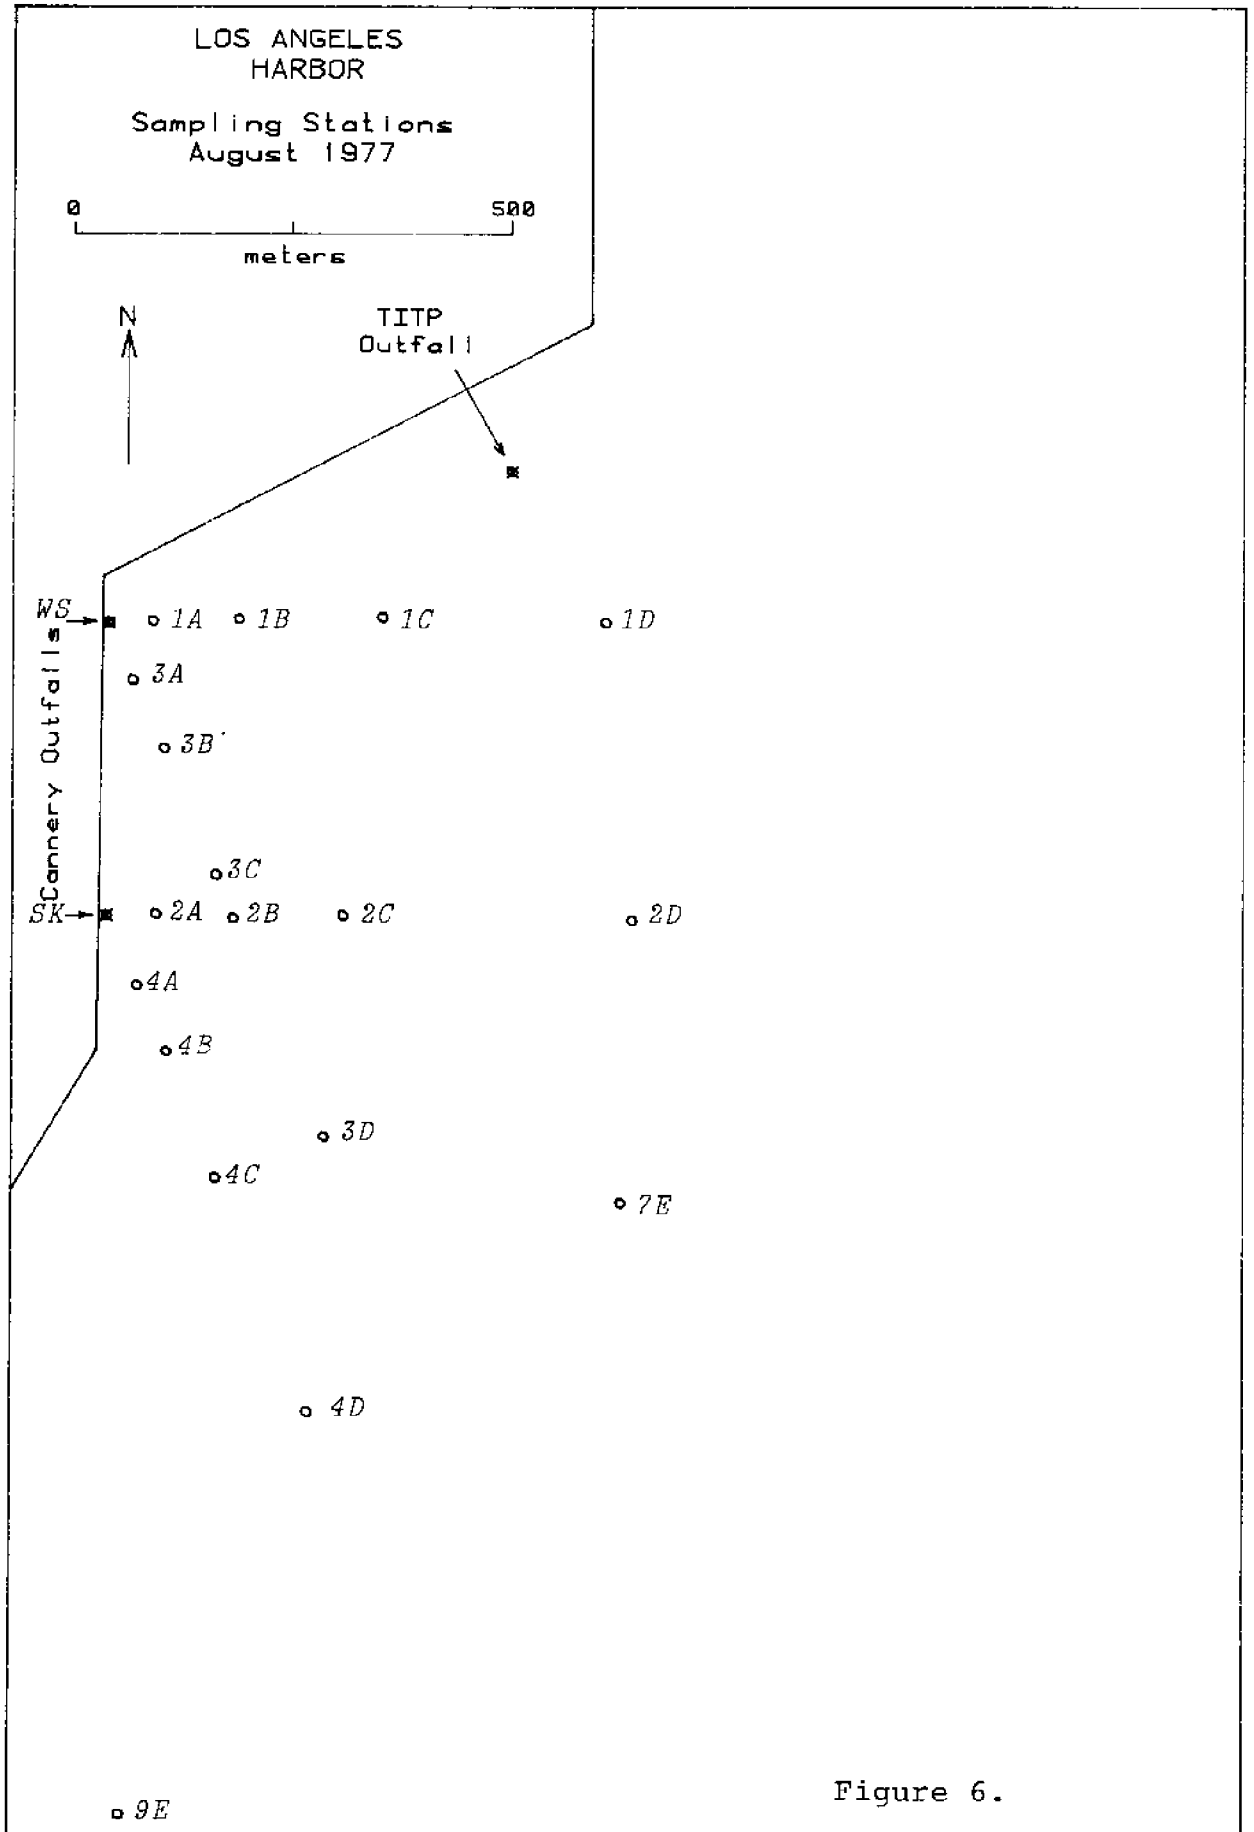 LOS ANGELES
HARBOR
Sampling Stations
August 1977
0 500
meters
N
TITP
Outfall
WS
Cannery Outfalls
1A 1B 1C 1D
3A
3B
3C
SK
2A 2B 2C 2D
4A
4B
3D
4C
7E
4D
9E
Figure 6.